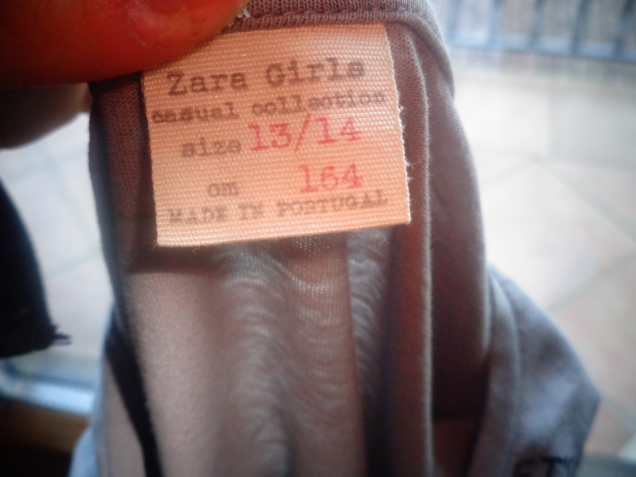 Zara Girls
casual collection
size 13/14
cm 164
MADE IN PORTUGAL